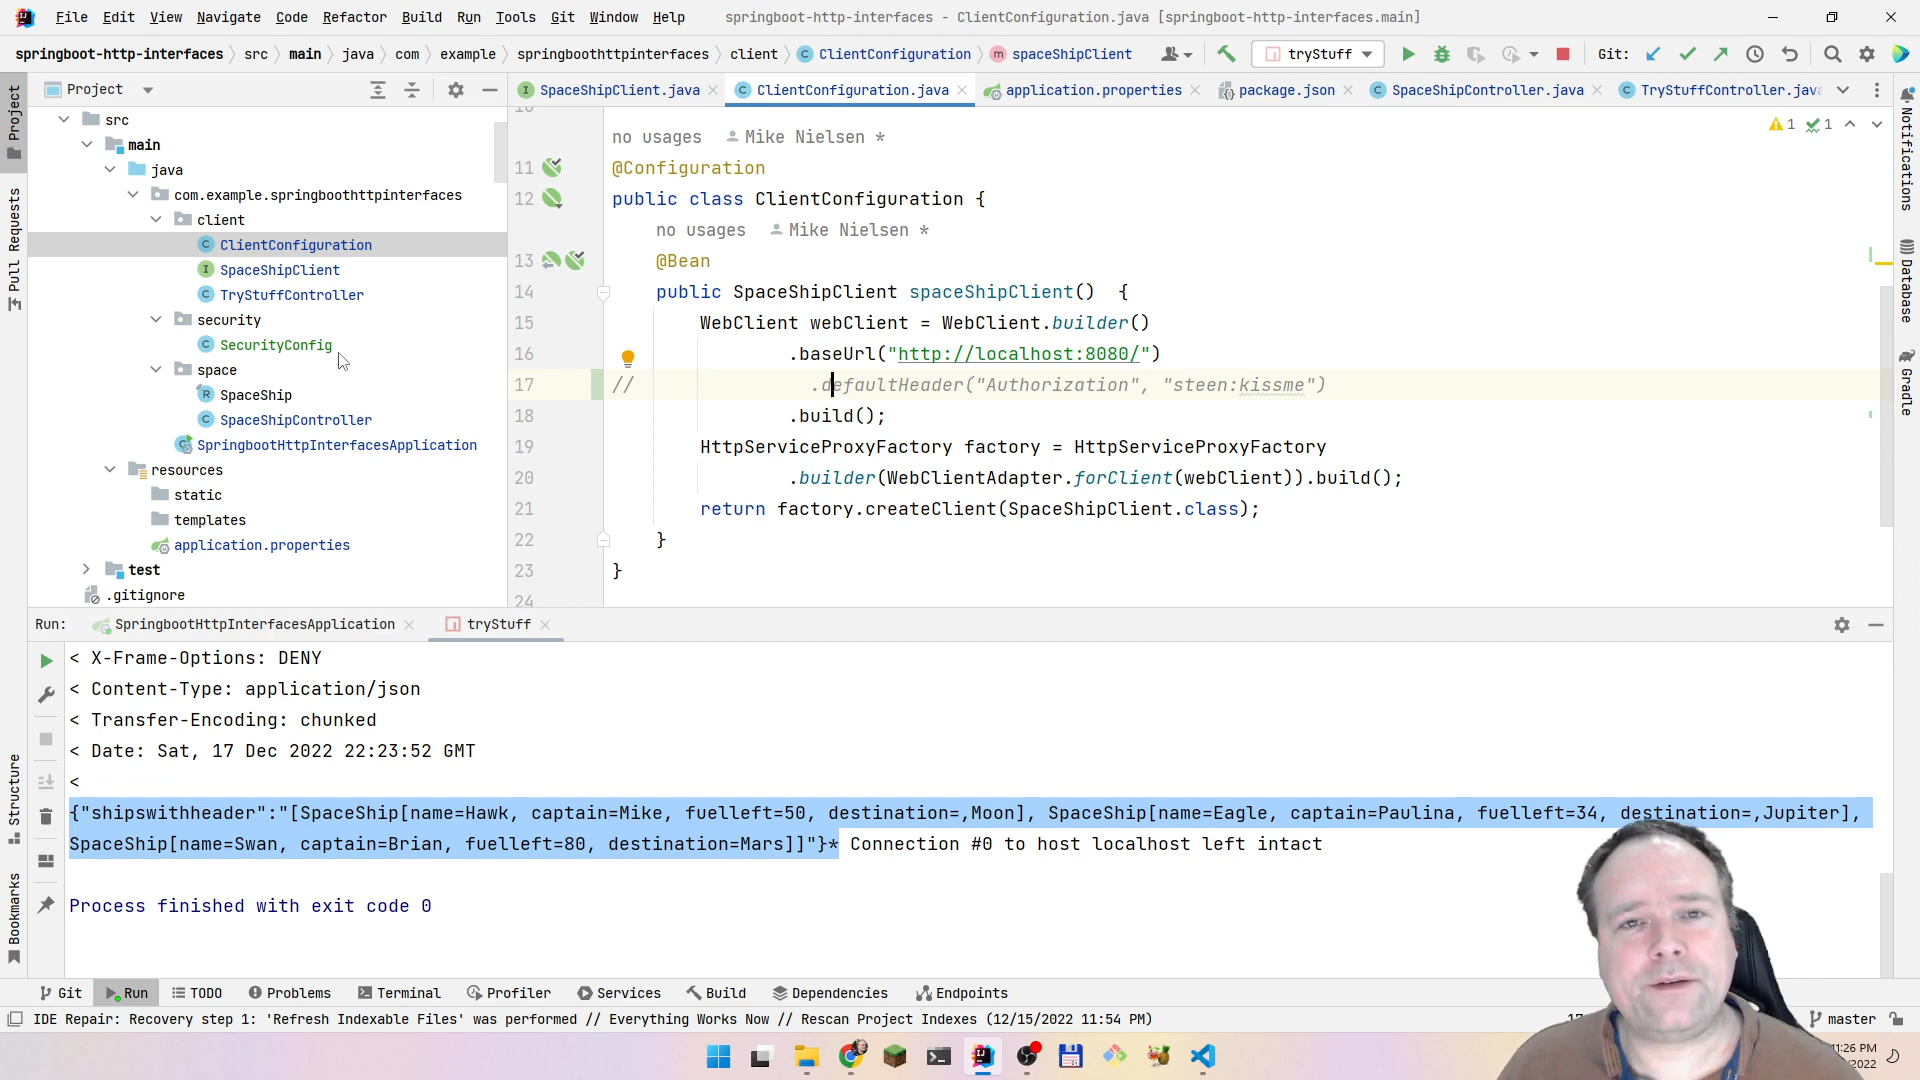 File Edit View Navigate Code Refactor Build Run Tools Git Window Help springboot-http-interfaces - ClientConfiguration.java [springboot-http-interfaces.main]
springboot-http-interfaces src main java com example springboothttpinterfaces client ClientConfiguration spaceShipClient tryStuff Git:
Project
SpaceShipClient.java ClientConfiguration.java application.properties package.json SpaceShipController.java TryStuffController.java
src
main
java
com.example.springboothttpinterfaces
client
ClientConfiguration
SpaceShipClient
TryStuffController
security
SecurityConfig
space
SpaceShip
SpaceShipController
SpringbootHttpInterfacesApplication
resources
static
templates
application.properties
test
.gitignore
1 1
no usages Mike Nielsen *
11 @Configuration
12 public class ClientConfiguration {
no usages Mike Nielsen *
13 @Bean
14 public SpaceShipClient spaceShipClient() {
15 WebClient webClient = WebClient.builder()
16 .baseUrl("http://localhost:8080/")
17 // .defaultHeader("Authorization", "steen:kissme")
18 .build();
19 HttpServiceProxyFactory factory = HttpServiceProxyFactory
20 .builder(WebClientAdapter.forClient(webClient)).build();
21 return factory.createClient(SpaceShipClient.class);
22 }
23 }
24
Project
Pull Requests
Structure
Bookmarks
Notifications
Database
Gradle
Run: SpringbootHttpInterfacesApplication tryStuff
< X-Frame-Options: DENY
< Content-Type: application/json
< Transfer-Encoding: chunked
< Date: Sat, 17 Dec 2022 22:23:52 GMT
<
{"shipswithheader":"[SpaceShip[name=Hawk, captain=Mike, fuelleft=50, destination=,Moon], SpaceShip[name=Eagle, captain=Paulina, fuelleft=34, destination=,Jupiter],
SpaceShip[name=Swan, captain=Brian, fuelleft=80, destination=Mars]]"}* Connection #0 to host localhost left intact
Process finished with exit code 0
Git Run TODO Problems Terminal Profiler Services Build Dependencies Endpoints
IDE Repair: Recovery step 1: 'Refresh Indexable Files' was performed // Everything Works Now // Rescan Project Indexes (12/15/2022 11:54 PM) master
11:26 PM
/2022